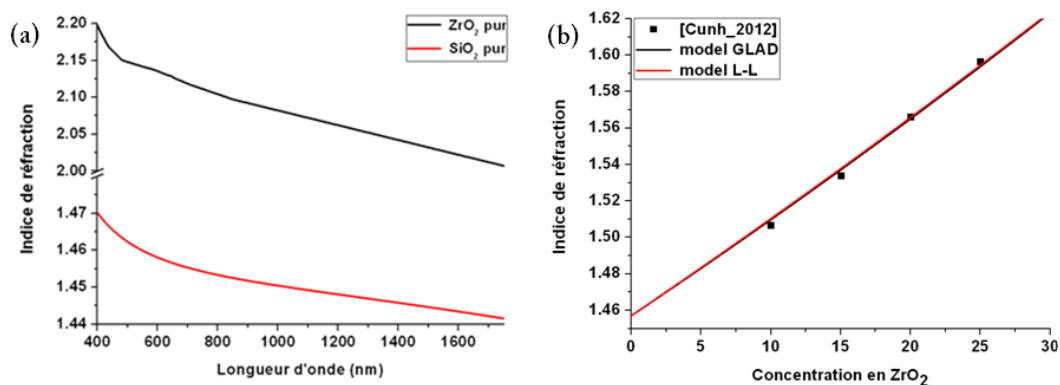 (a)
ZrO2 pur
SiO2 pur
Indice de réfraction
2.20
2.15
2.10
2.05
2.00
1.47
1.46
1.45
1.44
400 600 800 1000 1200 1400 1600
Longueur d'onde (nm)
(b)
[Cunh_2012]
model GLAD
model L-L
Indice de réfraction
1.62
1.60
1.58
1.56
1.54
1.52
1.50
1.48
1.46
0 5 10 15 20 25 30
Concentration en ZrO2